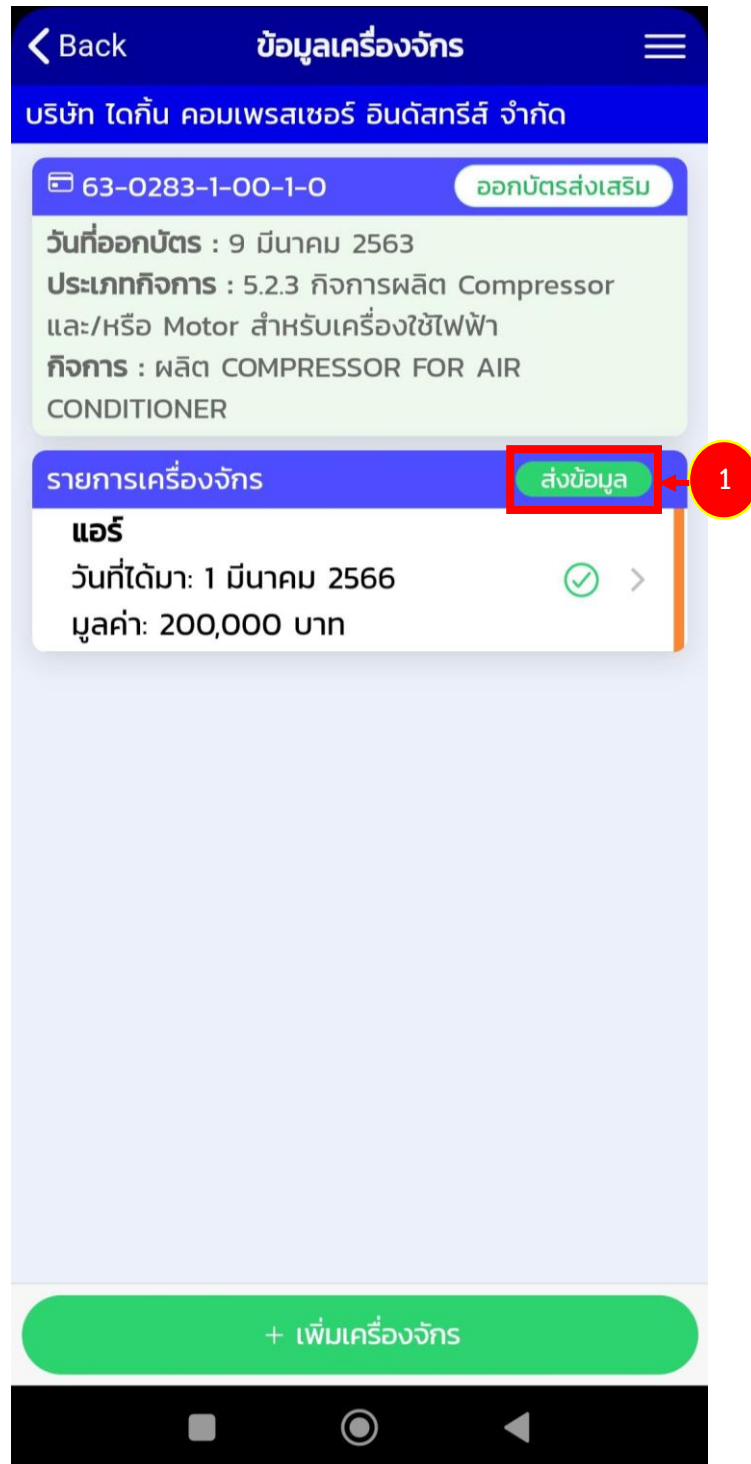 Back ข้อมูลเครื่องจักร
บริษัท ไดกิ้น คอมเพรสเซอร์ อินดัสทรีส์ จำกัด
63-0283-1-00-1-0 ออกบัตรส่งเสริม
วันที่ออกบัตร : 9 มีนาคม 2563
ประเภทกิจการ : 5.2.3 กิจการผลิต Compressor
และ/หรือ Motor สำหรับเครื่องใช้ไฟฟ้า
กิจการ : ผลิต COMPRESSOR FOR AIR
CONDITIONER
รายการเครื่องจักร ส่งข้อมูล 1
แอร์
วันที่ได้มา: 1 มีนาคม 2566
มูลค่า: 200,000 บาท
+ เพิ่มเครื่องจักร